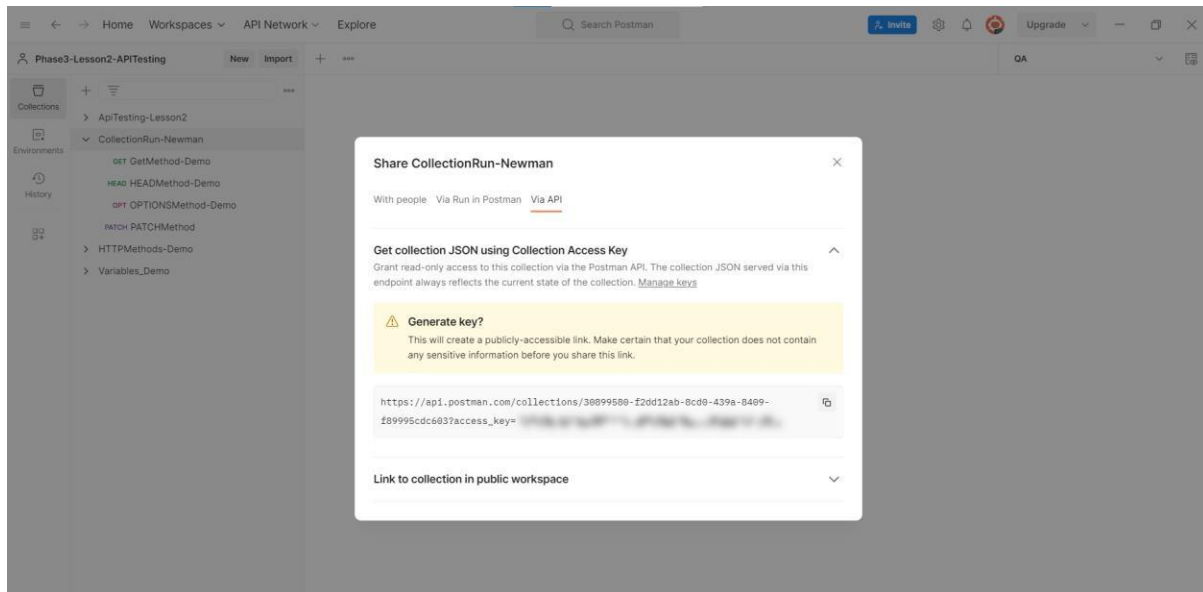 Home Workspaces API Network Explore
Search Postman
Invite
Upgrade
Phase3-Lesson2-APITesting
New Import
QA
Collections
Environments
History
ApiTesting-Lesson2
CollectionRun-Newman
GET GetMethod-Demo
HEAD HEADMethod-Demo
OPT OPTIONSMethod-Demo
PATCH PATCHMethod
HTTPMethods-Demo
Variables_Demo
Share CollectionRun-Newman
With people Via Run in Postman Via API
Get collection JSON using Collection Access Key
Grant read-only access to this collection via the Postman API. The collection JSON served via this
endpoint always reflects the current state of the collection. Manage keys
Generate key?
This will create a publicly-accessible link. Make certain that your collection does not contain
any sensitive information before you share this link.
https://api.postman.com/collections/30899580-f2dd12ab-8cd0-439a-8409-
f89995cdc603?access_key=
Link to collection in public workspace